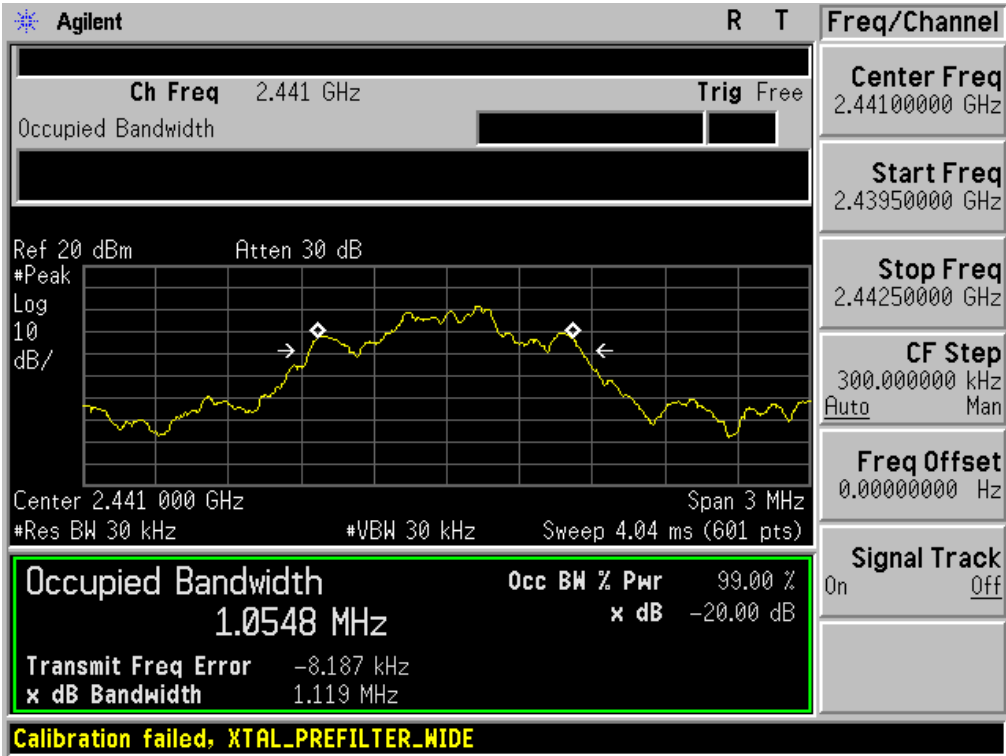 Agilent R T
Ch Freq 2.441 GHz Trig Free
Occupied Bandwidth
Ref 20 dBm Atten 30 dB
#Peak
Log
10
dB/
Center 2.441 000 GHz Span 3 MHz
#Res BW 30 kHz #VBW 30 kHz Sweep 4.04 ms (601 pts)
Occupied Bandwidth Occ BW % Pwr 99.00 %
1.0548 MHz x dB -20.00 dB
Transmit Freq Error -8.187 kHz
x dB Bandwidth 1.119 MHz
Calibration failed, XTAL_PREFILTER_WIDE
Freq/Channel
Center Freq
2.44100000 GHz
Start Freq
2.43950000 GHz
Stop Freq
2.44250000 GHz
CF Step
300.000000 kHz
Auto Man
Freq Offset
0.00000000 Hz
Signal Track
On Off